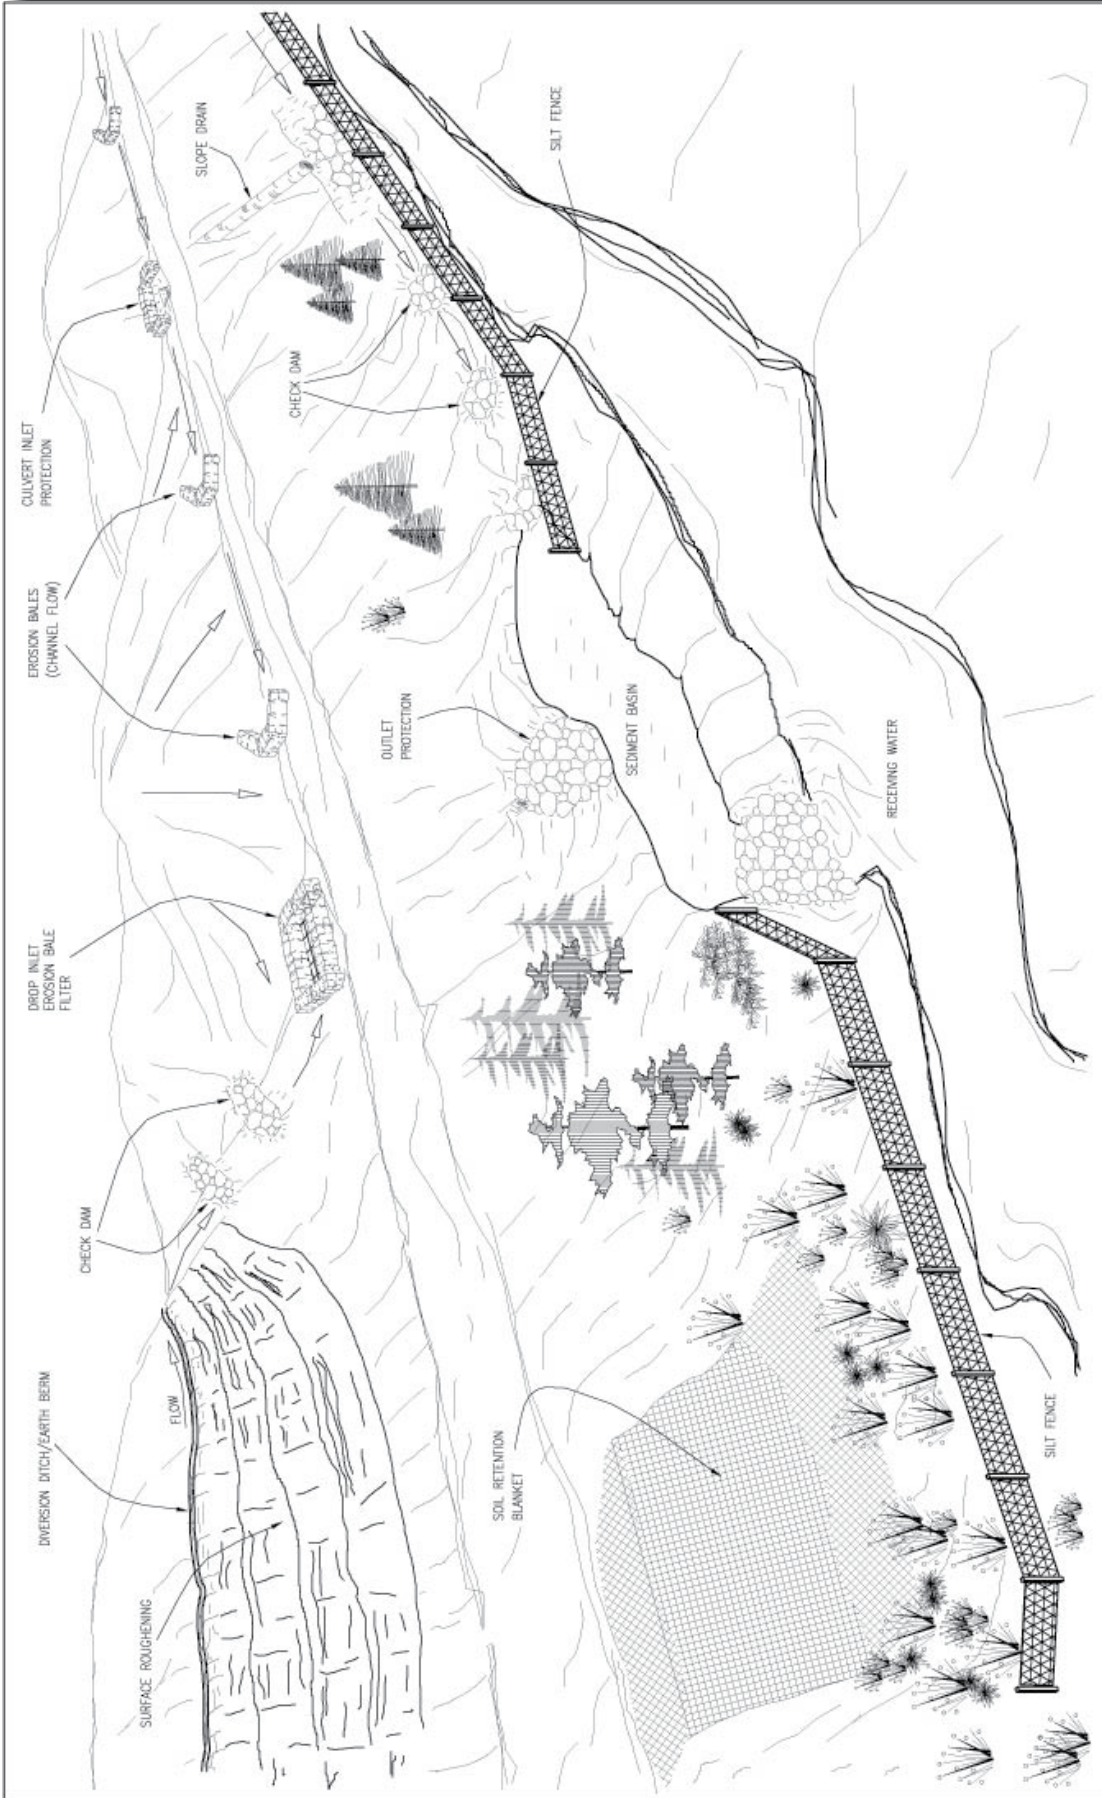 DIVERSION DITCH/EARTH BERM
SURFACE ROUGHENING
FLOW
CHECK DAM
DROP INLET
EROSION BALE
FILTER
EROSION BALES
(CHANNEL FLOW)
CULVERT INLET
PROTECTION
SLOPE DRAIN
CHECK DAM
SOIL RETENTION
BLANKET
OUTLET
PROTECTION
SILT FENCE
SEDIMENT BASIN
RECEIVING WATER
SILT FENCE